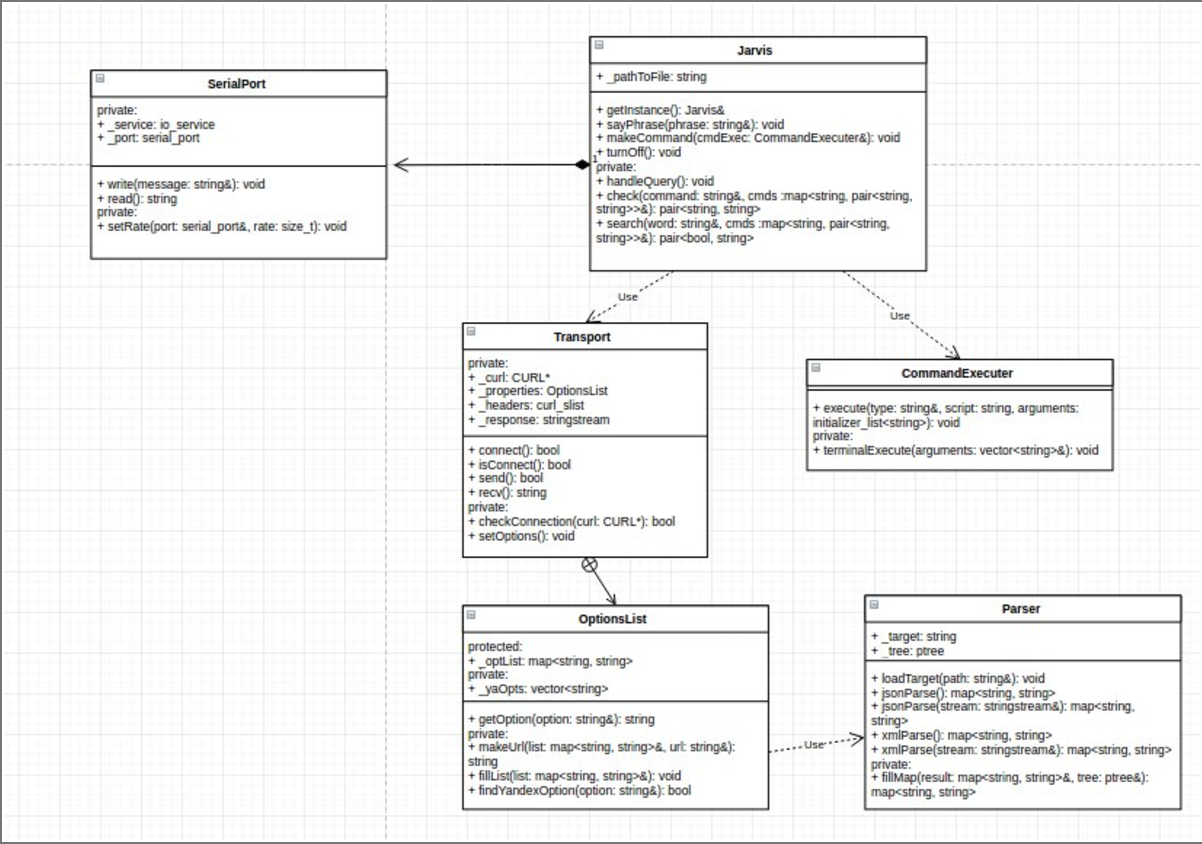 SerialPort
private:
+ _service: io_service
+ _port: serial_port
+ write(message: string&): void
+ read(): string
private:
+ setRate(port: serial_port&, rate: size_t): void
Jarvis
+ _pathToFile: string
+ getInstance(): Jarvis&
+ sayPhrase(phrase: string&): void
+ makeCommand(cmdExec: CommandExecuter&): void
+ turnOff(): void
1
private:
+ handleQuery(): void
+ check(command: string&, cmds :map<string, pair<string,
string>>&): pair<string, string>
+ search(word: string&, cmds :map<string, pair<string,
string>>&): pair<bool, string>
Use
Use
Transport
private:
+ _curl: CURL*
+ _properties: OptionsList
+ _headers: curl_slist
+ _response: stringstream
+ connect(): bool
+ isConnect(): bool
+ send(): bool
+ recv(): string
private:
+ checkConnection(curl: CURL*): bool
+ setOptions(): void
CommandExecuter
+ execute(type: string&, script: string, arguments:
initializer_list<string>): void
private:
+ terminalExecute(arguments: vector<string>&): void
OptionsList
protected:
+ _optList: map<string, string>
private:
+ _yaOpts: vector<string>
+ getOption(option: string&): string
private:
+ makeUrl(list: map<string, string>&, url: string&):
string
+ fillList(list: map<string, string>&): void
+ findYandexOption(option: string&): bool
Use
Parser
+ _target: string
+ _tree: ptree
+ loadTarget(path: string&): void
+ jsonParse(): map<string, string>
+ jsonParse(stream: stringstream&): map<string,
string>
+ xmlParse(): map<string, string>
+ xmlParse(stream: stringstream&): map<string, string>
private:
+ fillMap(result: map<string, string>&, tree: ptree&):
map<string, string>